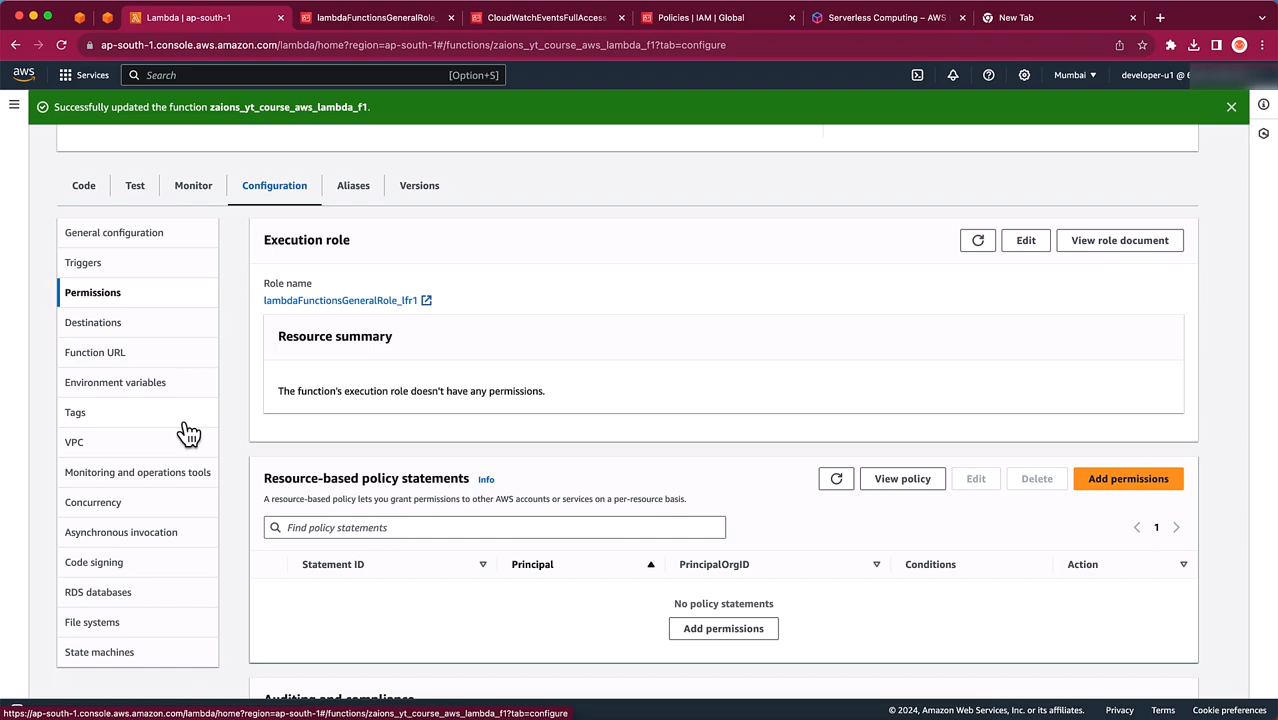 Lambda | ap-south-1
lambdaFunctionsGeneralRole_
CloudWatchEventsFullAccess
Policies | IAM | Global
Serverless Computing – AWS
New Tab
ap-south-1.console.aws.amazon.com/lambda/home?region=ap-south-1#/functions/zaions_yt_course_aws_lambda_f1?tab=configure
aws
Services
Search
[Option+S]
Mumbai
developer-u1 @
Successfully updated the function zaions_yt_course_aws_lambda_f1.
Code
Test
Monitor
Configuration
Aliases
Versions
General configuration
Triggers
Permissions
Destinations
Function URL
Environment variables
Tags
VPC
Monitoring and operations tools
Concurrency
Asynchronous invocation
Code signing
RDS databases
File systems
State machines
Execution role
Edit
View role document
Role name
lambdaFunctionsGeneralRole_lfr1
Resource summary
The function's execution role doesn't have any permissions.
Resource-based policy statements
Info
View policy
Edit
Delete
Add permissions
A resource-based policy lets you grant permissions to other AWS accounts or services on a per-resource basis.
Find policy statements
1
Statement ID
Principal
PrincipalOrgID
Conditions
Action
No policy statements
Add permissions
Auditing and compliance
https://ap-south-1.console.aws.amazon.com/lambda/home?region=ap-south-1#/functions/zaions_yt_course_aws_lambda_f1?tab=configure
© 2024, Amazon Web Services, Inc. or its affiliates.
Privacy
Terms
Cookie preferences